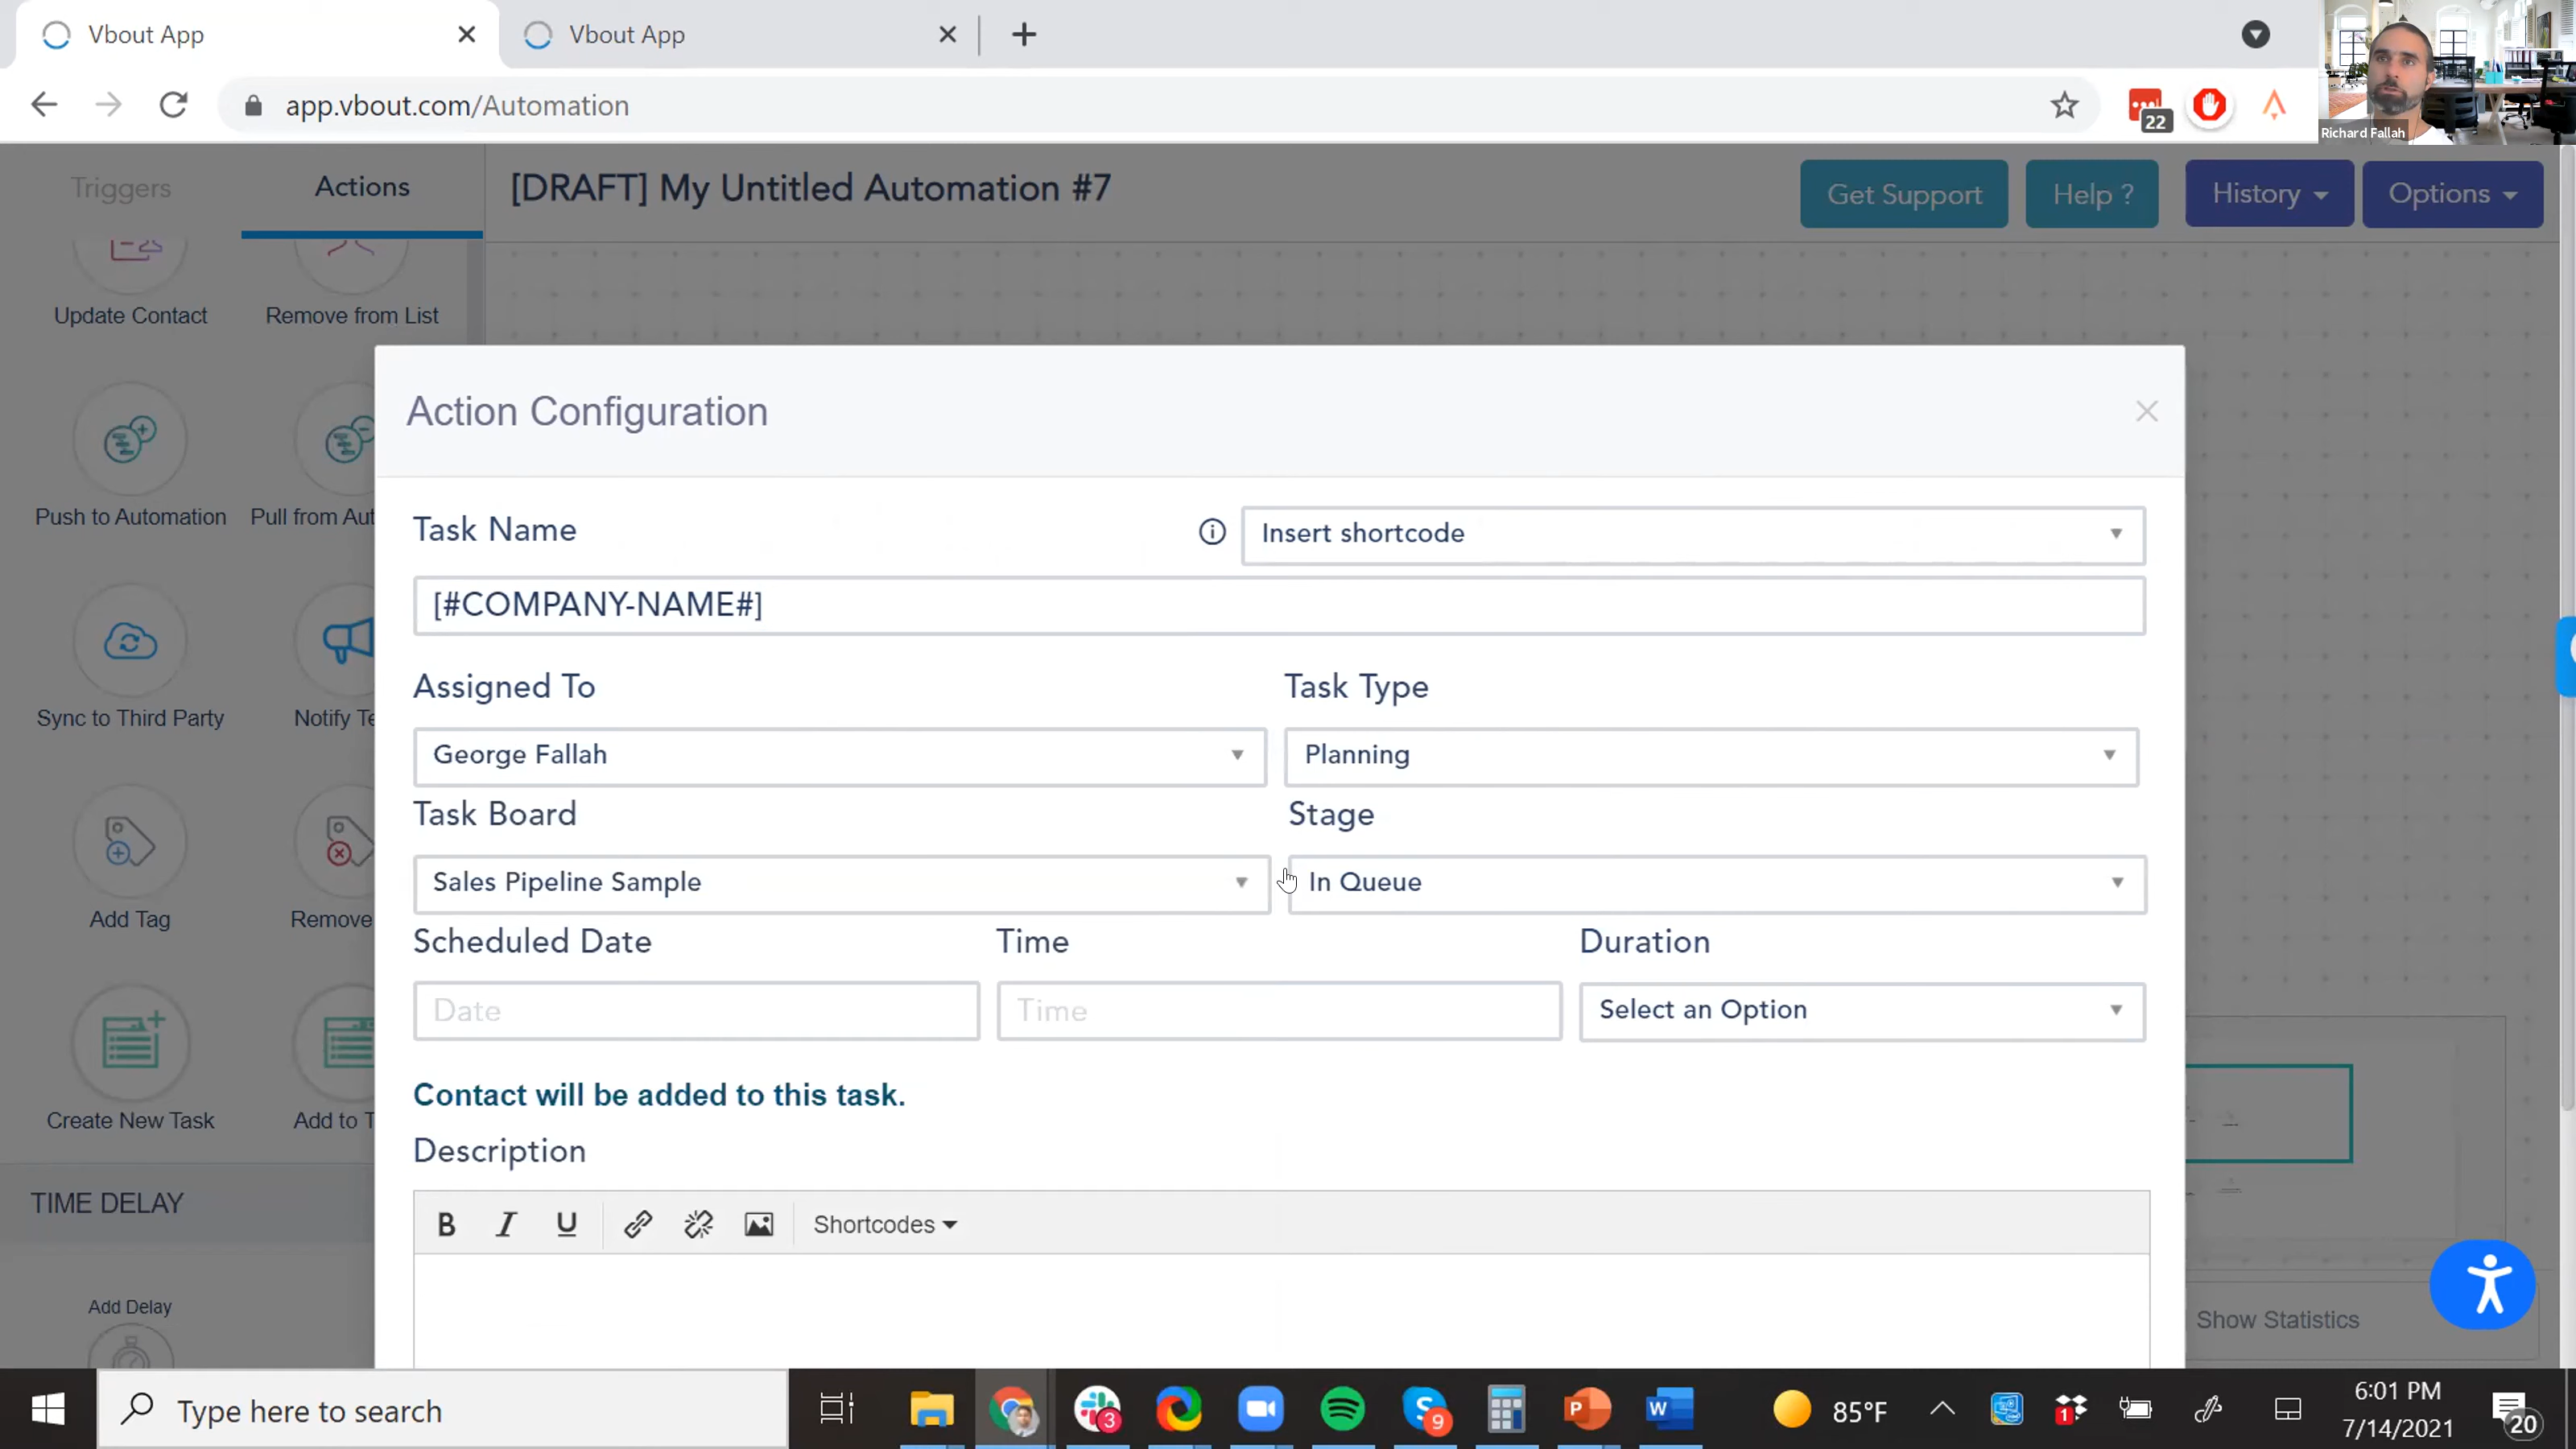 Vbout App
Vbout App
app.vbout.com/Automation
22
Richard Fallah
Triggers
Actions
[DRAFT] My Untitled Automation #7
Get Support
Help ?
History
Options
Update Contact
Remove from List
Action Configuration
Push to Automation
Pull from Aut
Task Name
Insert shortcode
[#COMPANY-NAME#]
Sync to Third Party
Notify Te
Assigned To
Task Type
George Fallah
Planning
Task Board
Stage
Sales Pipeline Sample
In Queue
Add Tag
Remove
Scheduled Date
Time
Duration
Date
Time
Select an Option
Create New Task
Add to T
Contact will be added to this task.
Description
TIME DELAY
B I U
Shortcodes
Add Delay
Show Statistics
Type here to search
3
9
P
W
85°F
1
6:01 PM
7/14/2021
20